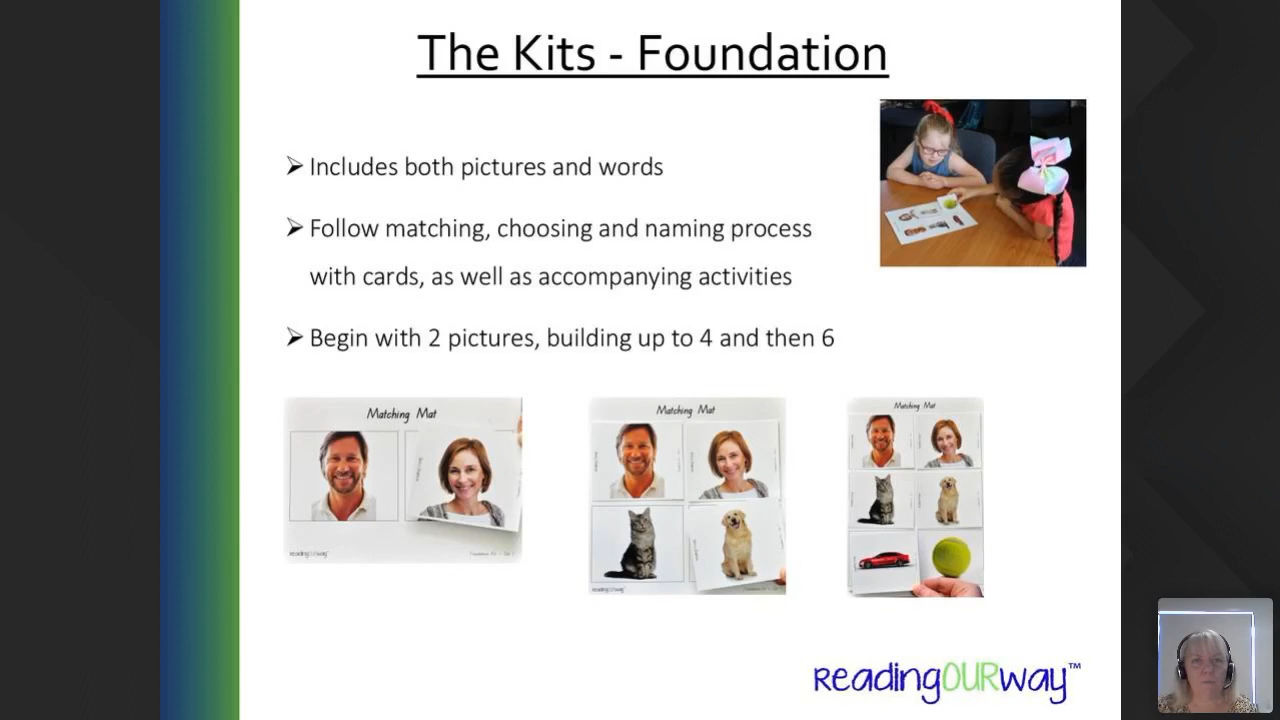 The Kits - Foundation
Includes both pictures and words
Follow matching, choosing and naming process
with cards, as well as accompanying activities
Begin with 2 pictures, building up to 4 and then 6
Matching Mat
Matching Mat
Matching Mat
readingOURway
readingOURway
readingOURway™